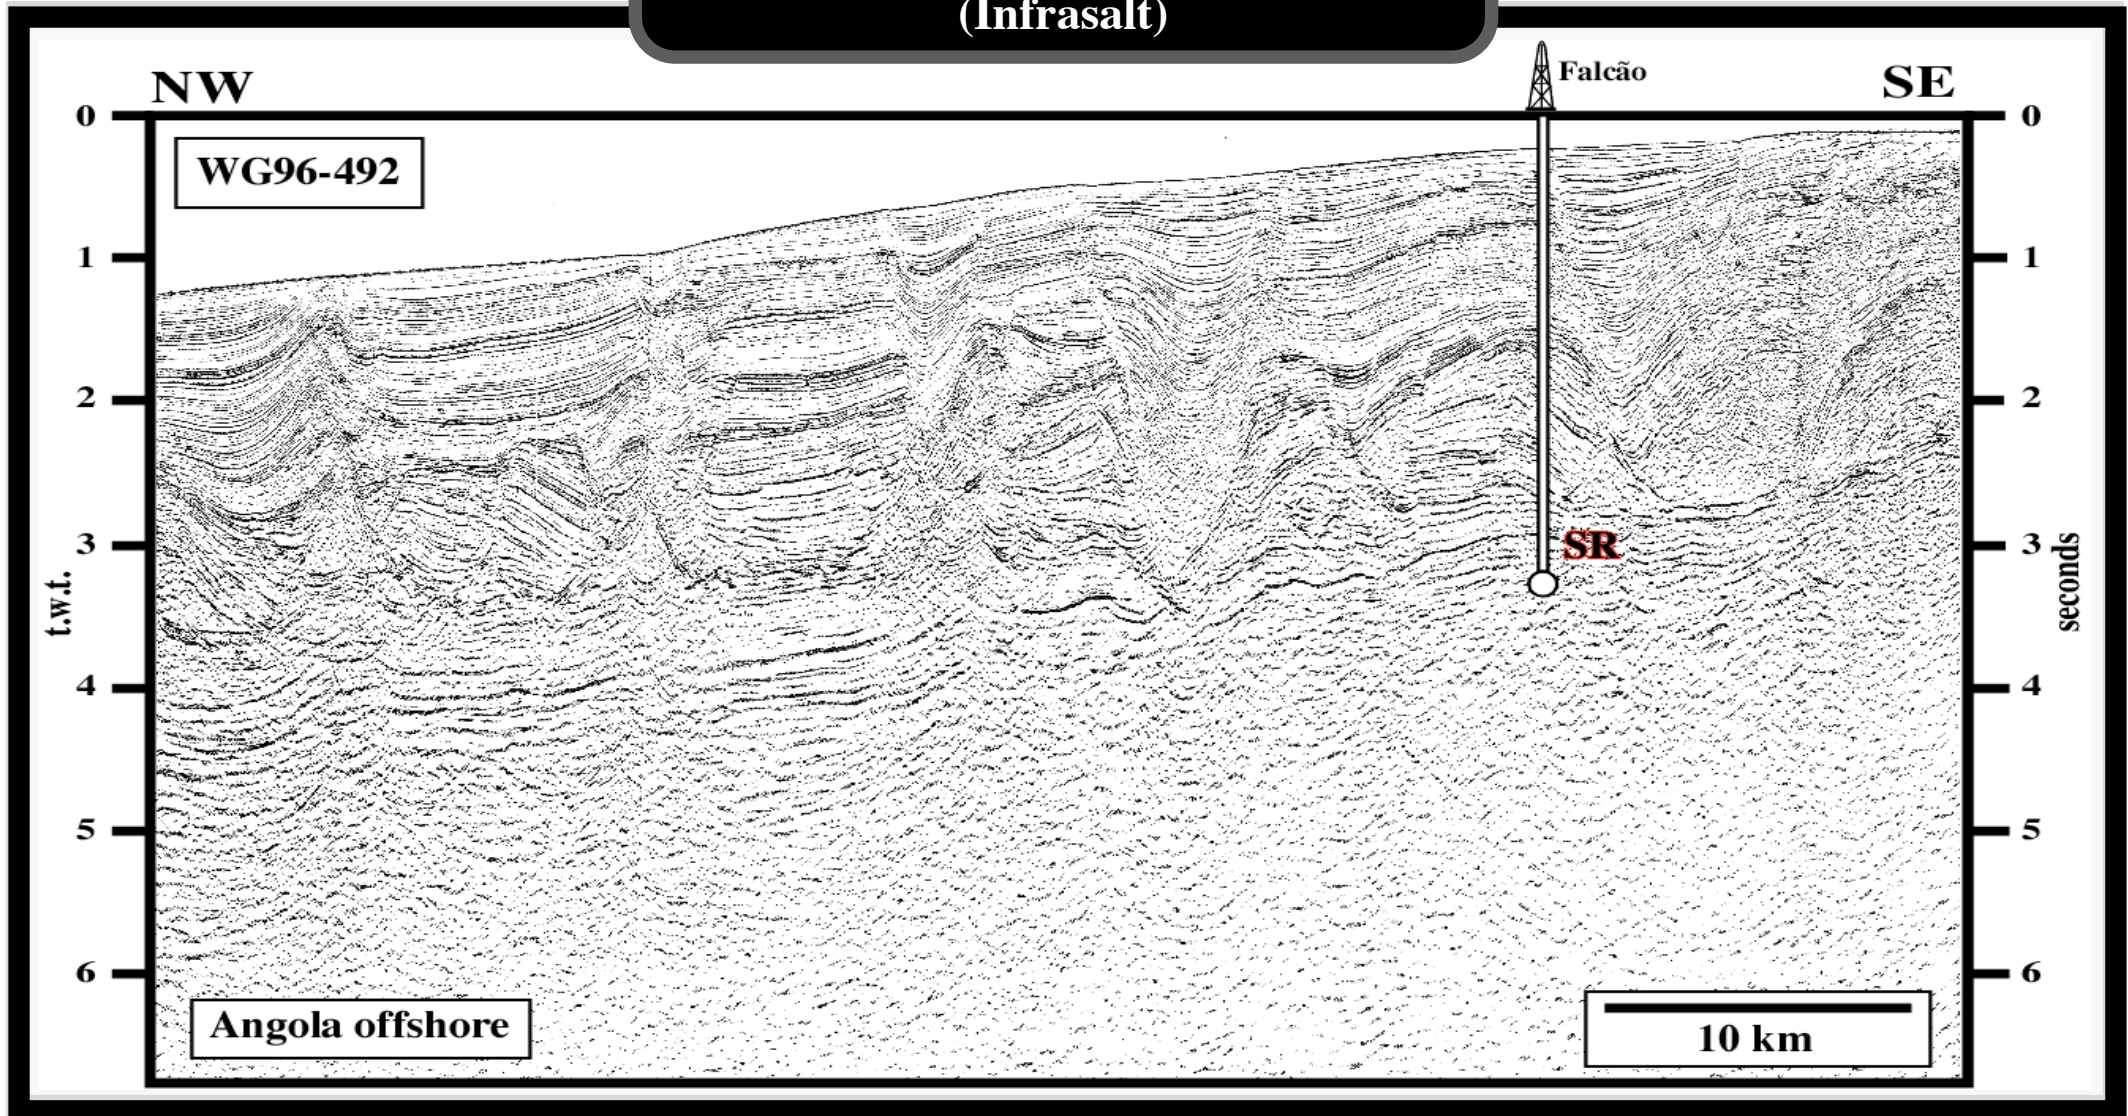 (Infrasalt)
NW
Falcão
SE
0
0
WG96-492
1
1
2
2
3
3
SR
t.w.t.
seconds
4
4
5
5
6
6
Angola offshore
10 km